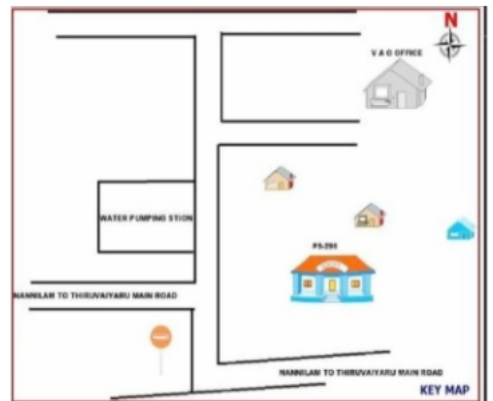 N
V A O OFFICE
WATER PUMPING STION
PS-298
NANNILAM TO THIRUVAIYARU MAIN ROAD
NANNILAM TO THIRUVAIYARU MAIN ROAD
KEY MAP